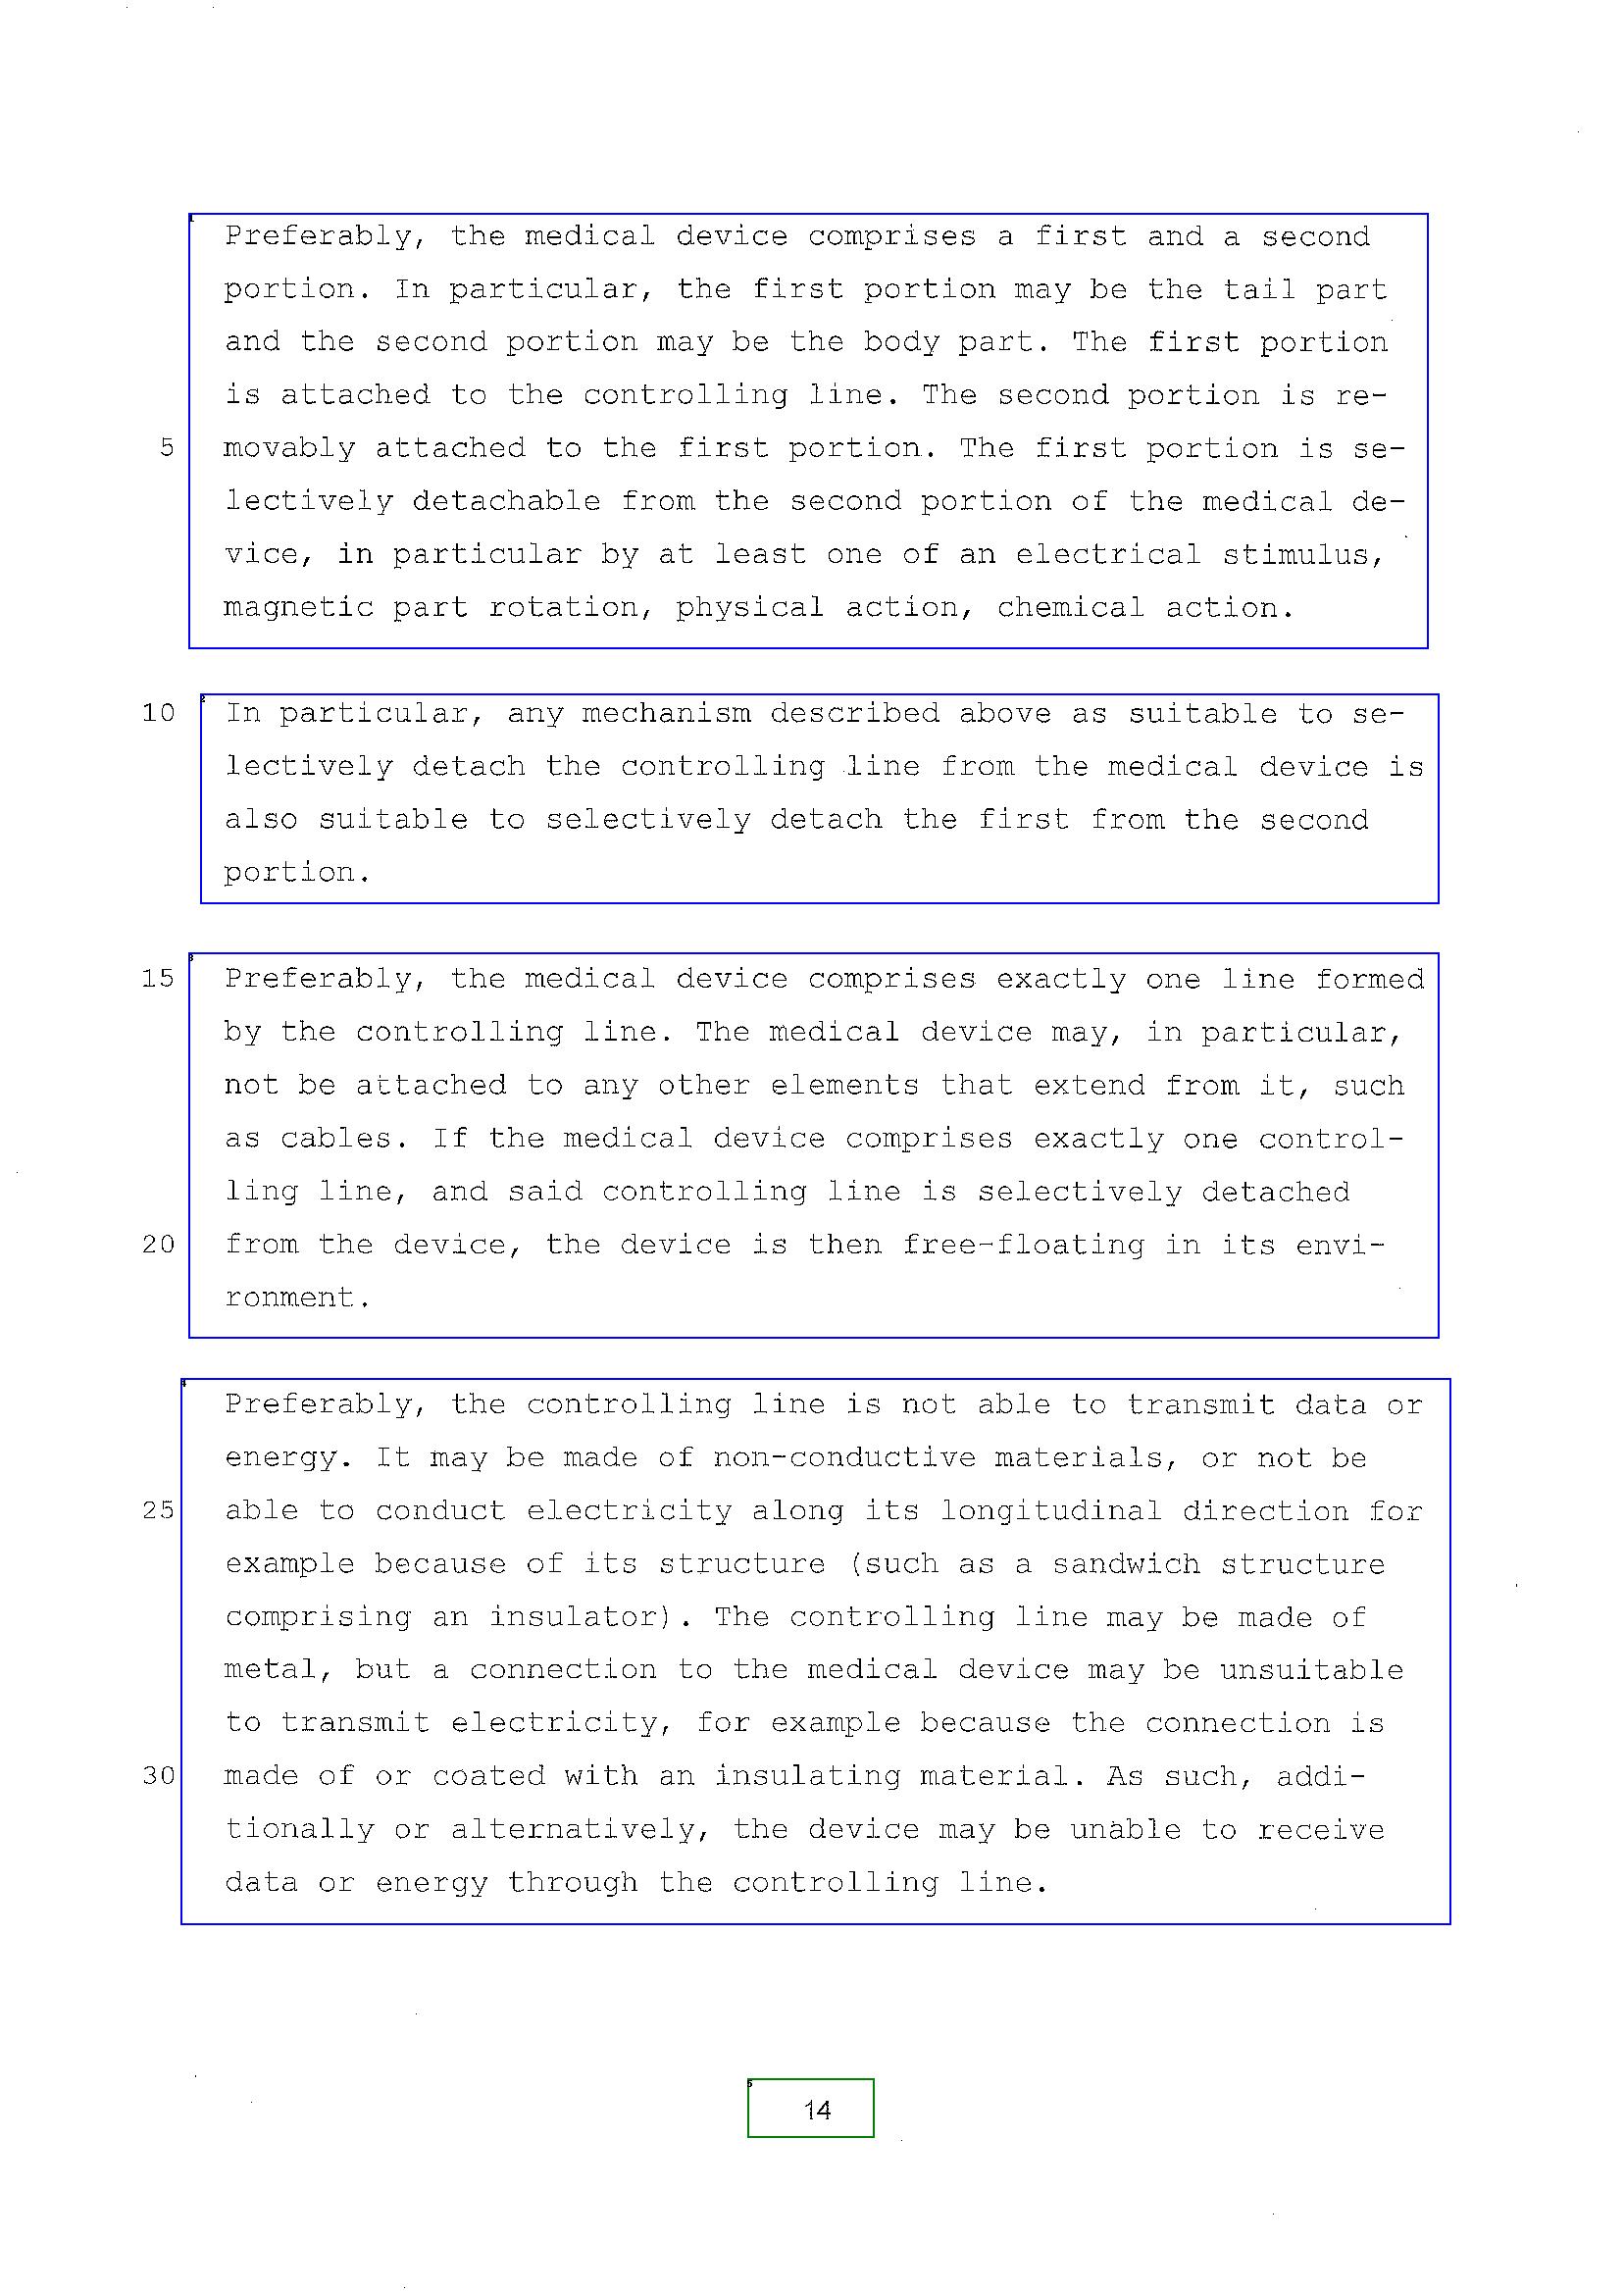 Preferably, the medical device comprises a first and a second
portion. In particular, the first portion may be the tail part
and the second portion may be the body part. The first portion
is attached to the controlling line. The second portion is re-
5 movably attached to the first portion. The first portion is se-
lectively detachable from the second portion of the medical de-
vice, in particular by at least one of an electrical stimulus,
magnetic part rotation, physical action, chemical action.
10 In particular, any mechanism described above as suitable to se-
lectively detach the controlling line from the medical device is
also suitable to selectively detach the first from the second
portion.
15 Preferably, the medical device comprises exactly one line formed
by the controlling line. The medical device may, in particular,
not be attached to any other elements that extend from it, such
as cables. If the medical device comprises exactly one control-
ling line, and said controlling line is selectively detached
20 from the device, the device is then free-floating in its envi-
ronment.
Preferably, the controlling line is not able to transmit data or
energy. It may be made of non-conductive materials, or not be
25 able to conduct electricity along its longitudinal direction for
example because of its structure (such as a sandwich structure
comprising an insulator). The controlling line may be made of
metal, but a connection to the medical device may be unsuitable
to transmit electricity, for example because the connection is
30 made of or coated with an insulating material. As such, addi-
tionally or alternatively, the device may be unable to receive
data or energy through the controlling line.
14